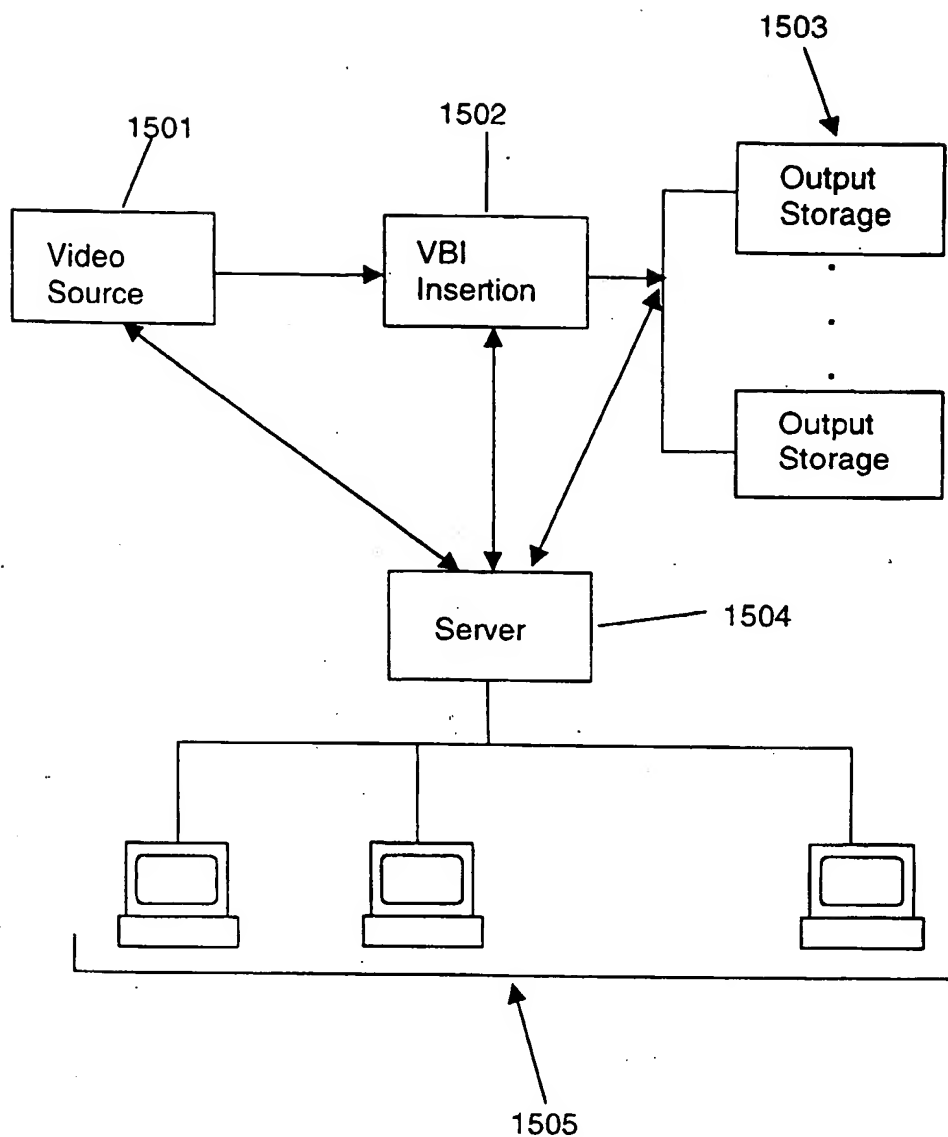 1503
1501
1502
Video
Source
VBI
Insertion
Output
Storage
Output
Storage
Server
1504
1505